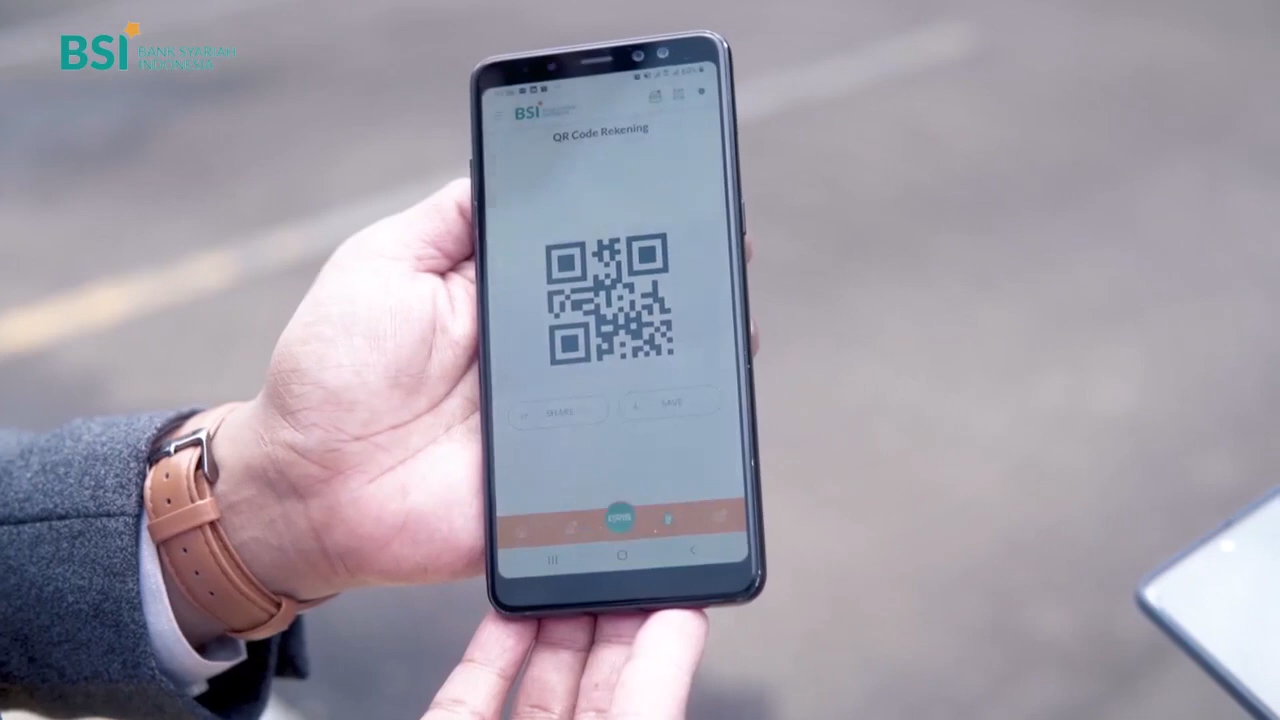 BSI BANK SYARIAH
INDONESIA
BSI
QR Code Rekening
SHARE
SAVE